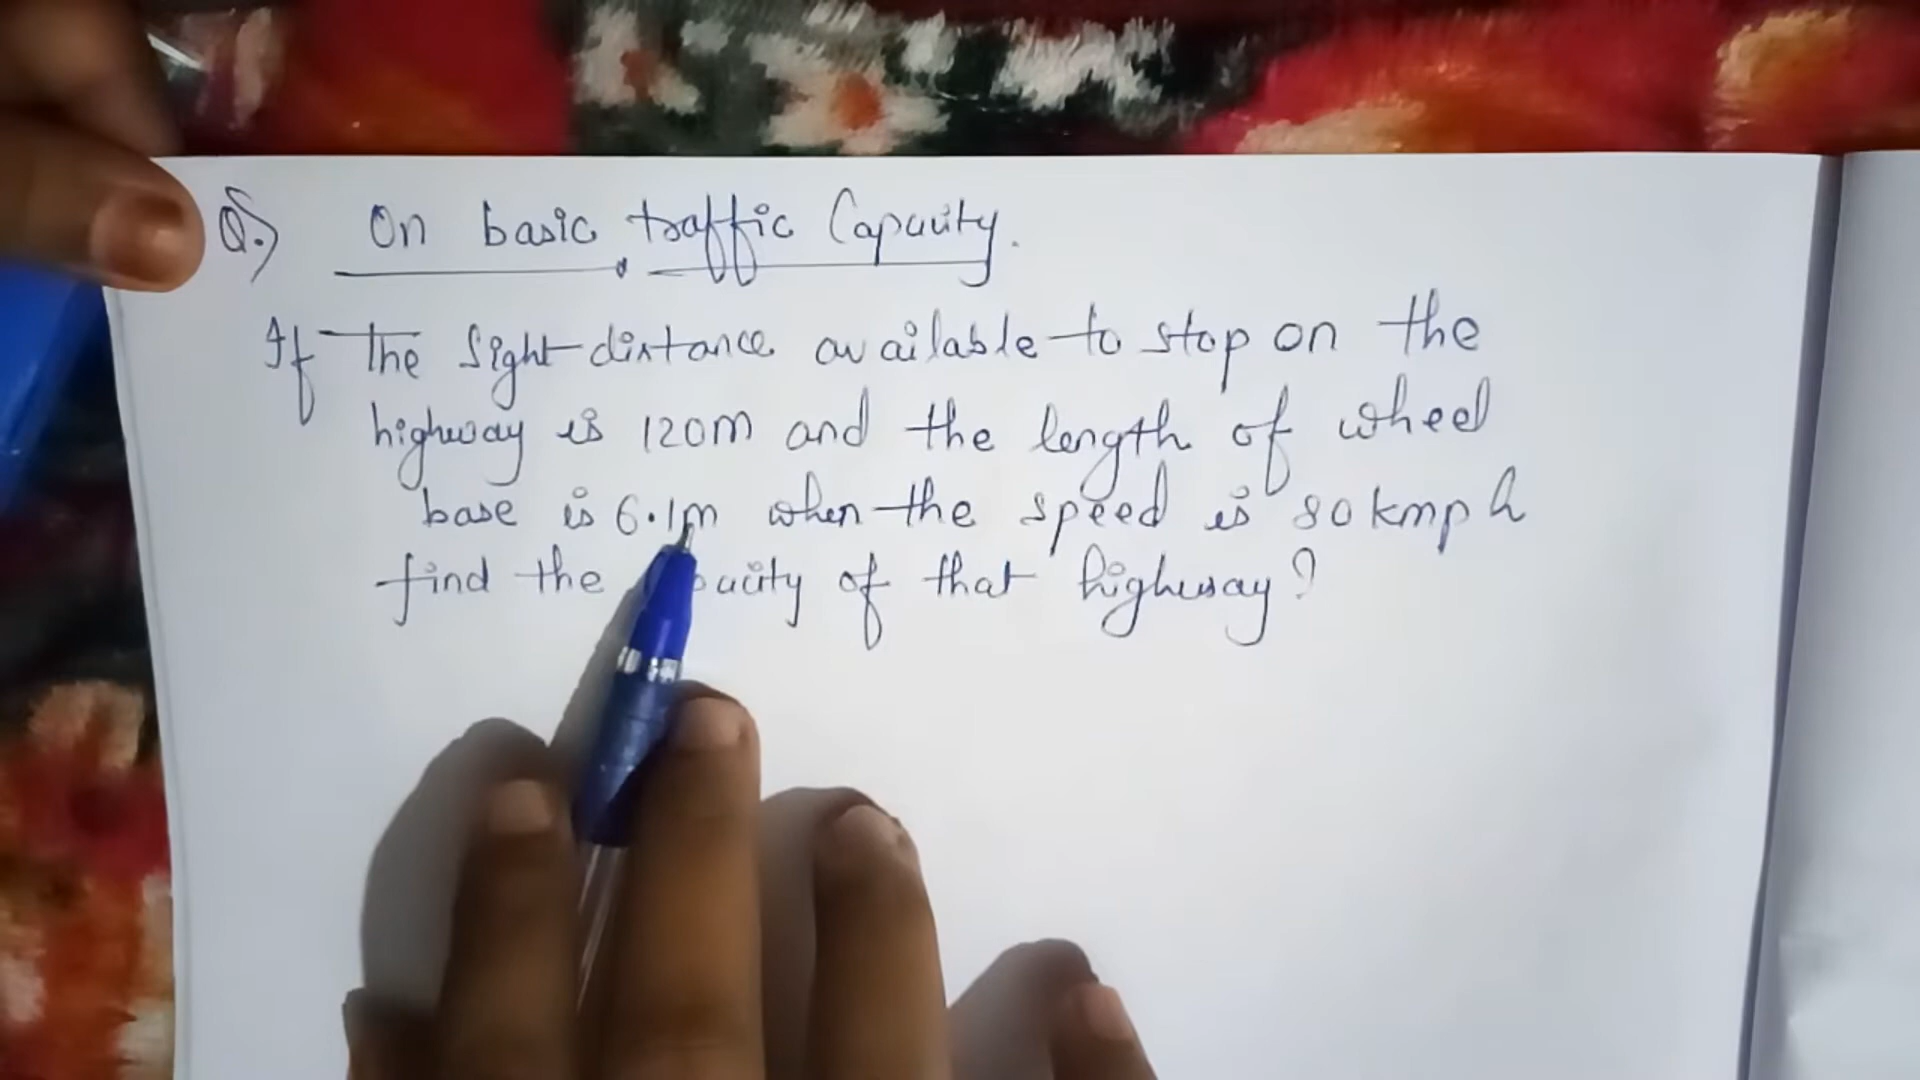 Q.) On basic traffic Capacity.
If the sight distance available to stop on the
highway is 120m and the length of wheel
base is 6.1m when the speed is 80 kmph
find the of that highway?